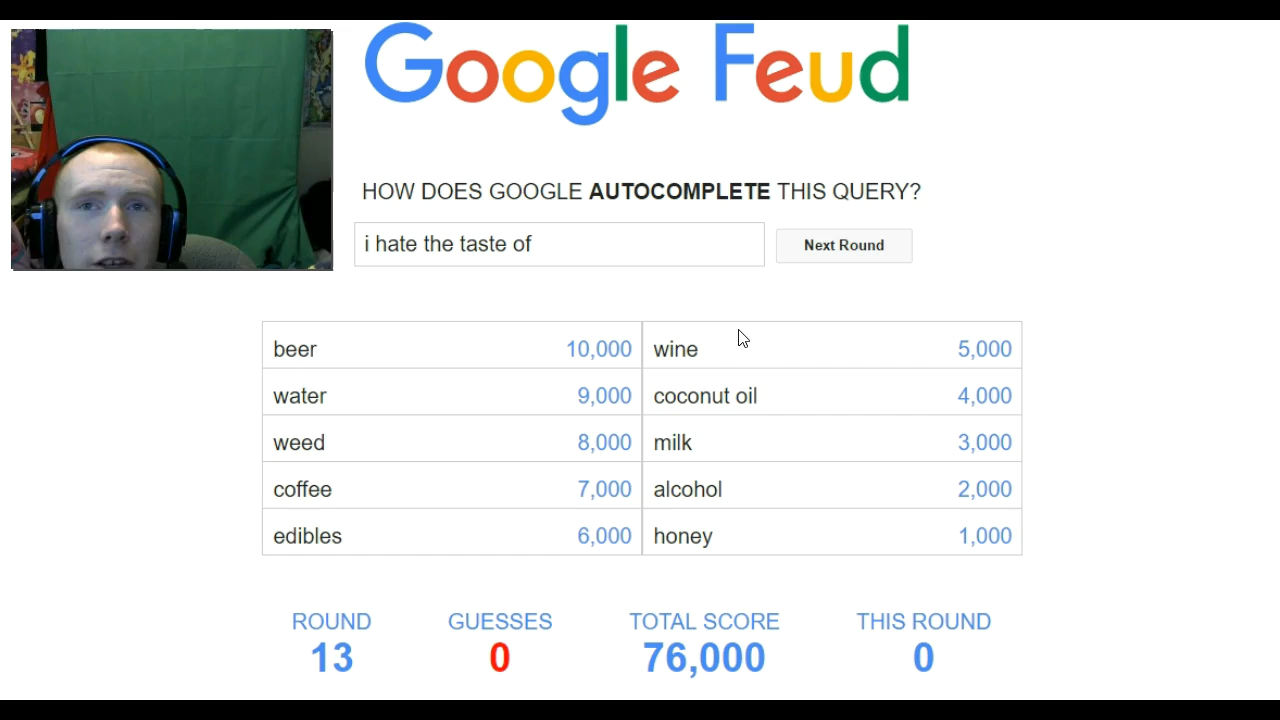 Google Feud
HOW DOES GOOGLE AUTOCOMPLETE THIS QUERY?
i hate the taste of
Next Round
beer 10,000 wine 5,000
water 9,000 coconut oil 4,000
weed 8,000 milk 3,000
coffee 7,000 alcohol 2,000
edibles 6,000 honey 1,000
ROUND GUESSES TOTAL SCORE THIS ROUND
13 0 76,000 0